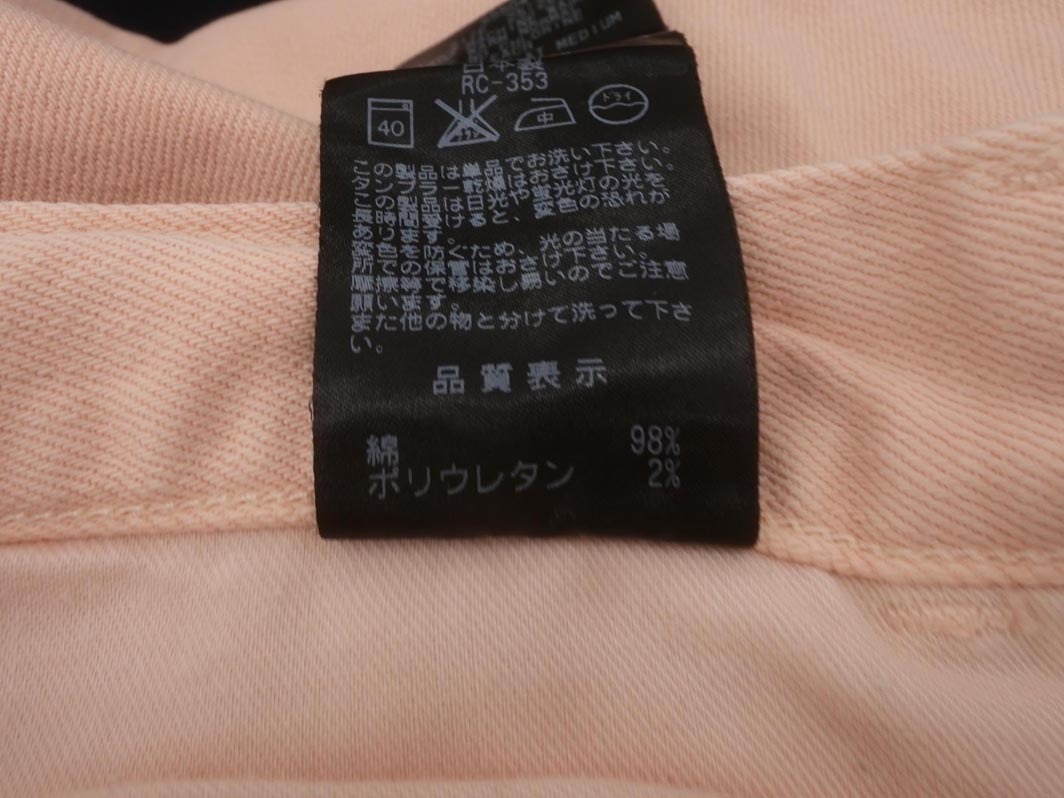 MEDIUM
RC-353
40
中
ドライ
この製品は単品でお洗い下さい。
タンブラー乾燥はおさけ下さい。
この製品は日光や蛍光灯の光を
長時間受けると、変色の恐れが
あります。
変色を防ぐため、光の当たる場
所での保管はおさけ下さい。
摩擦等で移染し易いのでご注意
願います。
また他の物と分けて洗って下さ
い。
品質表示
綿 98%
ポリウレタン 2%